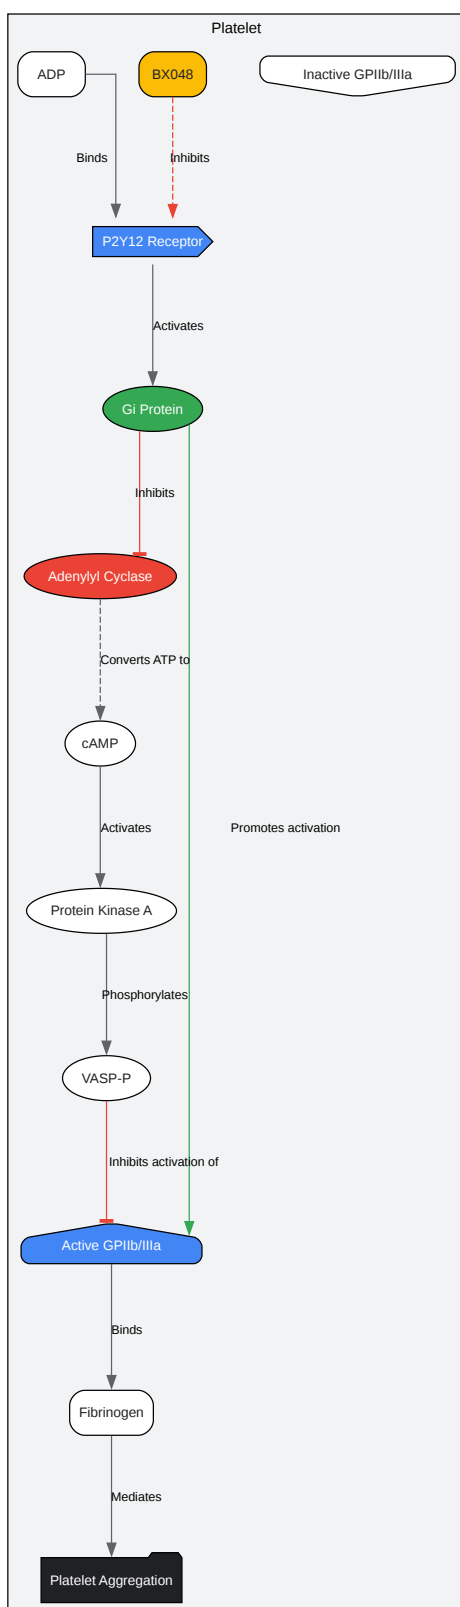 Platelet
ADP
BX048
Inactive GPIIb/IIIa
Binds
Inhibits
P2Y12 Receptor
Activates
Gi Protein
Inhibits
Adenylyl Cyclase
Converts ATP to
cAMP
Activates
Promotes activation
Protein Kinase A
Phosphorylates
VASP-P
Inhibits activation of
Active GPIIb/IIIa
Binds
Fibrinogen
Mediates
Platelet Aggregation